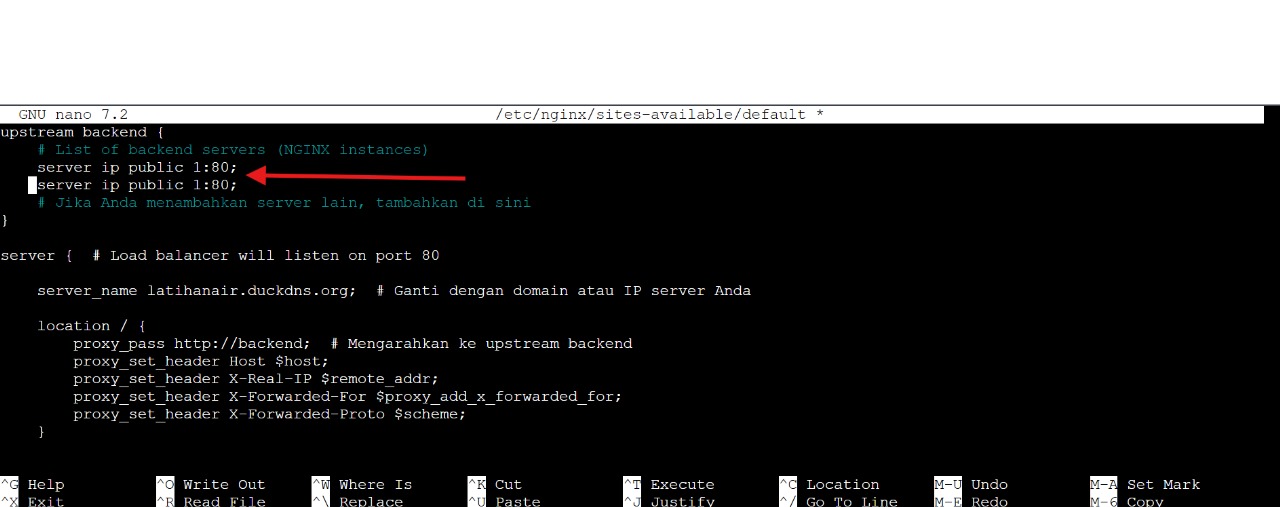 GNU nano 7.2 /etc/nginx/sites-available/default *
upstream backend {
# List of backend servers (NGINX instances)
server ip public 1:80;
server ip public 1:80;
# Jika Anda menambahkan server lain, tambahkan di sini
}
server { # Load balancer will listen on port 80
server_name latihanair.duckdns.org; # Ganti dengan domain atau IP server Anda
location / {
proxy_pass http://backend; # Mengarahkan ke upstream backend
proxy_set_header Host $host;
proxy_set_header X-Real-IP $remote_addr;
proxy_set_header X-Forwarded-For $proxy_add_x_forwarded_for;
proxy_set_header X-Forwarded-Proto $scheme;
}
^G Help ^O Write Out ^W Where Is ^K Cut ^T Execute ^C Location M-U Undo M-A Set Mark
^X Exit ^R Read File ^\ Replace ^U Paste ^J Justify ^/ Go To Line M-E Redo M-6 Copy